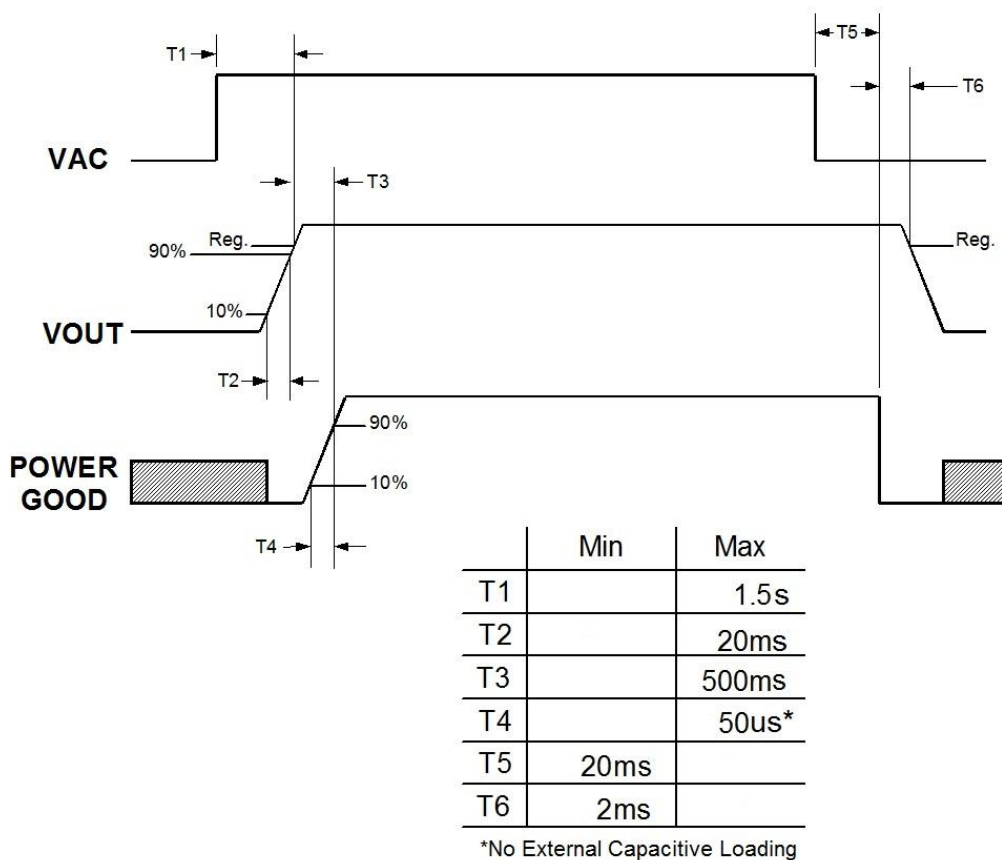 T1
T5
T6
VAC
T3
Reg.
90%
Reg.
10%
VOUT
T2
90%
POWER
GOOD
10%
T4
Min Max
T1 1.5s
T2 20ms
T3 500ms
T4 50us*
T5 20ms
T6 2ms
*No External Capacitive Loading